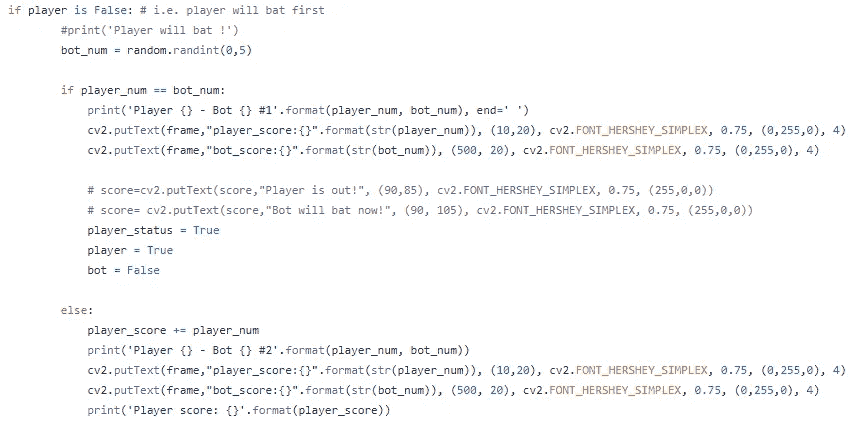 if player is False: # i.e. player will bat first
#print('Player will bat !')
bot_num = random.randint(0,5)
if player_num == bot_num:
print('Player {} - Bot {} #1'.format(player_num, bot_num), end=' ')
cv2.putText(frame,"player_score:{}".format(str(player_num)), (10,20), cv2.FONT_HERSHEY_SIMPLEX, 0.75, (0,255,0), 4)
cv2.putText(frame,"bot_score:{}".format(str(bot_num)), (500, 20), cv2.FONT_HERSHEY_SIMPLEX, 0.75, (0,255,0), 4)
# score=cv2.putText(score,"Player is out!", (90,85), cv2.FONT_HERSHEY_SIMPLEX, 0.75, (255,0,0))
# score= cv2.putText(score,"Bot will bat now!", (90, 105), cv2.FONT_HERSHEY_SIMPLEX, 0.75, (255,0,0))
player_status = True
player = True
bot = False
else:
player_score += player_num
print('Player {} - Bot {} #2'.format(player_num, bot_num))
cv2.putText(frame,"player_score:{}".format(str(player_num)), (10,20), cv2.FONT_HERSHEY_SIMPLEX, 0.75, (0,255,0), 4)
cv2.putText(frame,"bot_score:{}".format(str(bot_num)), (500, 20), cv2.FONT_HERSHEY_SIMPLEX, 0.75, (0,255,0), 4)
print('Player score: {}'.format(player_score))